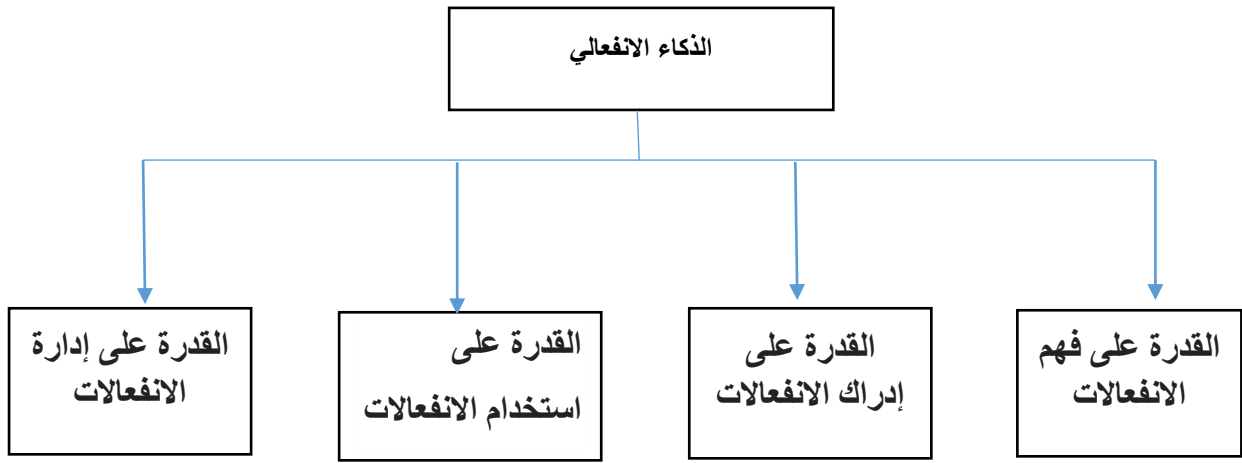 الذكاء الانفعالي
القدرة على فهم
الانفعالات
القدرة على
إدراك الانفعالات
القدرة على
استخدام الانفعالات
القدرة على إدارة
الانفعالات